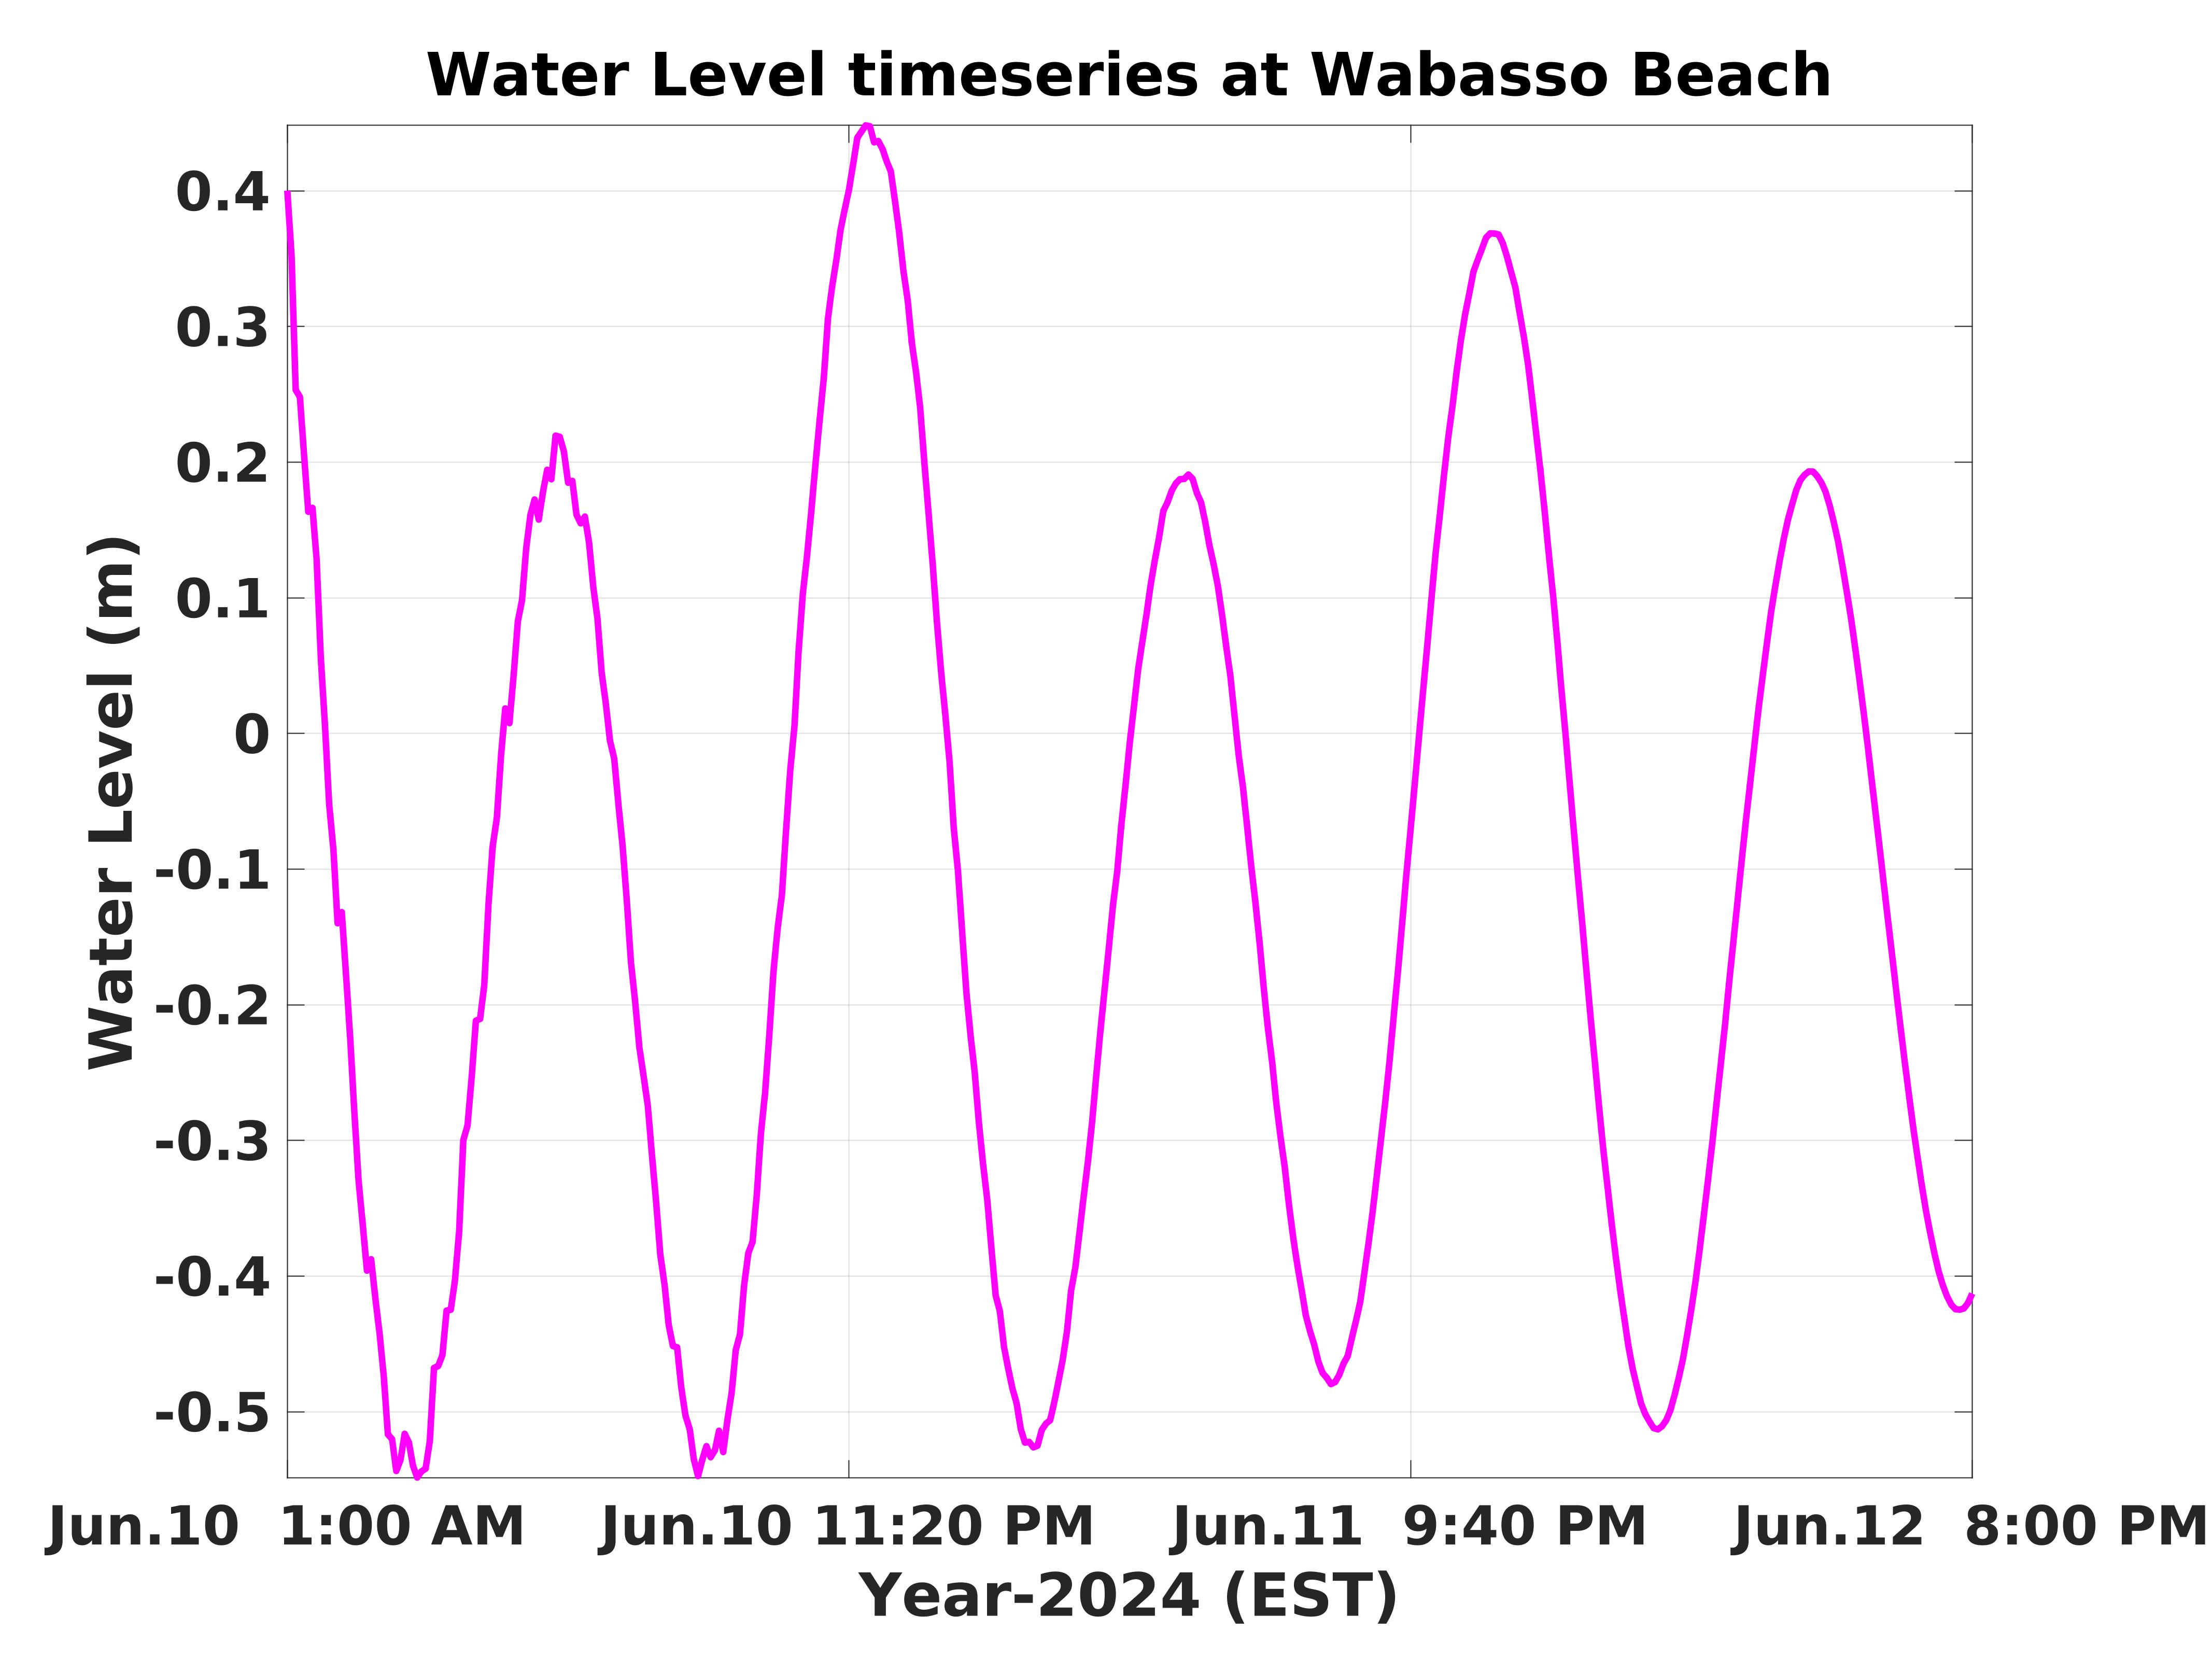 Water Level timeseries at Wabasso Beach
0.4
0.3
0.2
0.1
0
-0.1
-0.2
-0.3
-0.4
-0.5
Water Level (m)
Jun.10 1:00 AM Jun.10 11:20 PM Jun.11 9:40 PM Jun.12 8:00 PM
Year-2024 (EST)